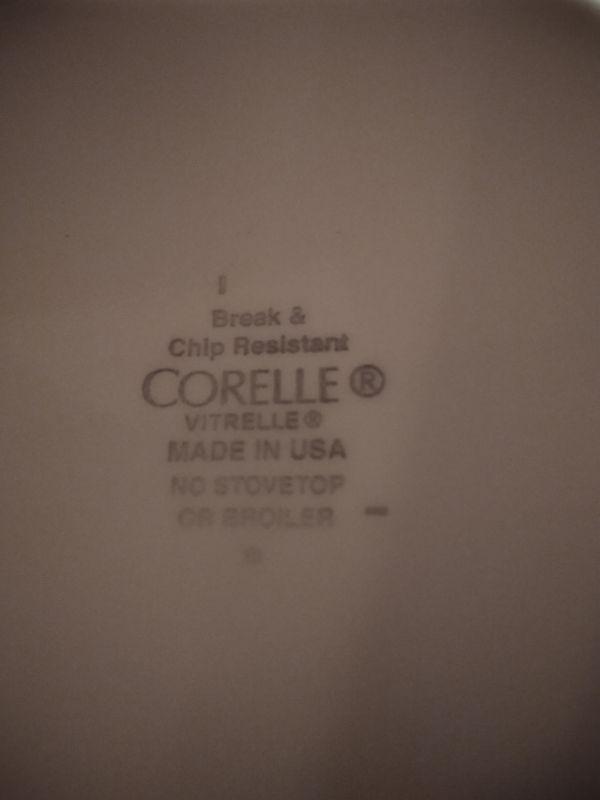 Break &
Chip Resistant
CORELLE ®
VITRELLE ®
MADE IN USA
NO STOVETOP
OR BROILER